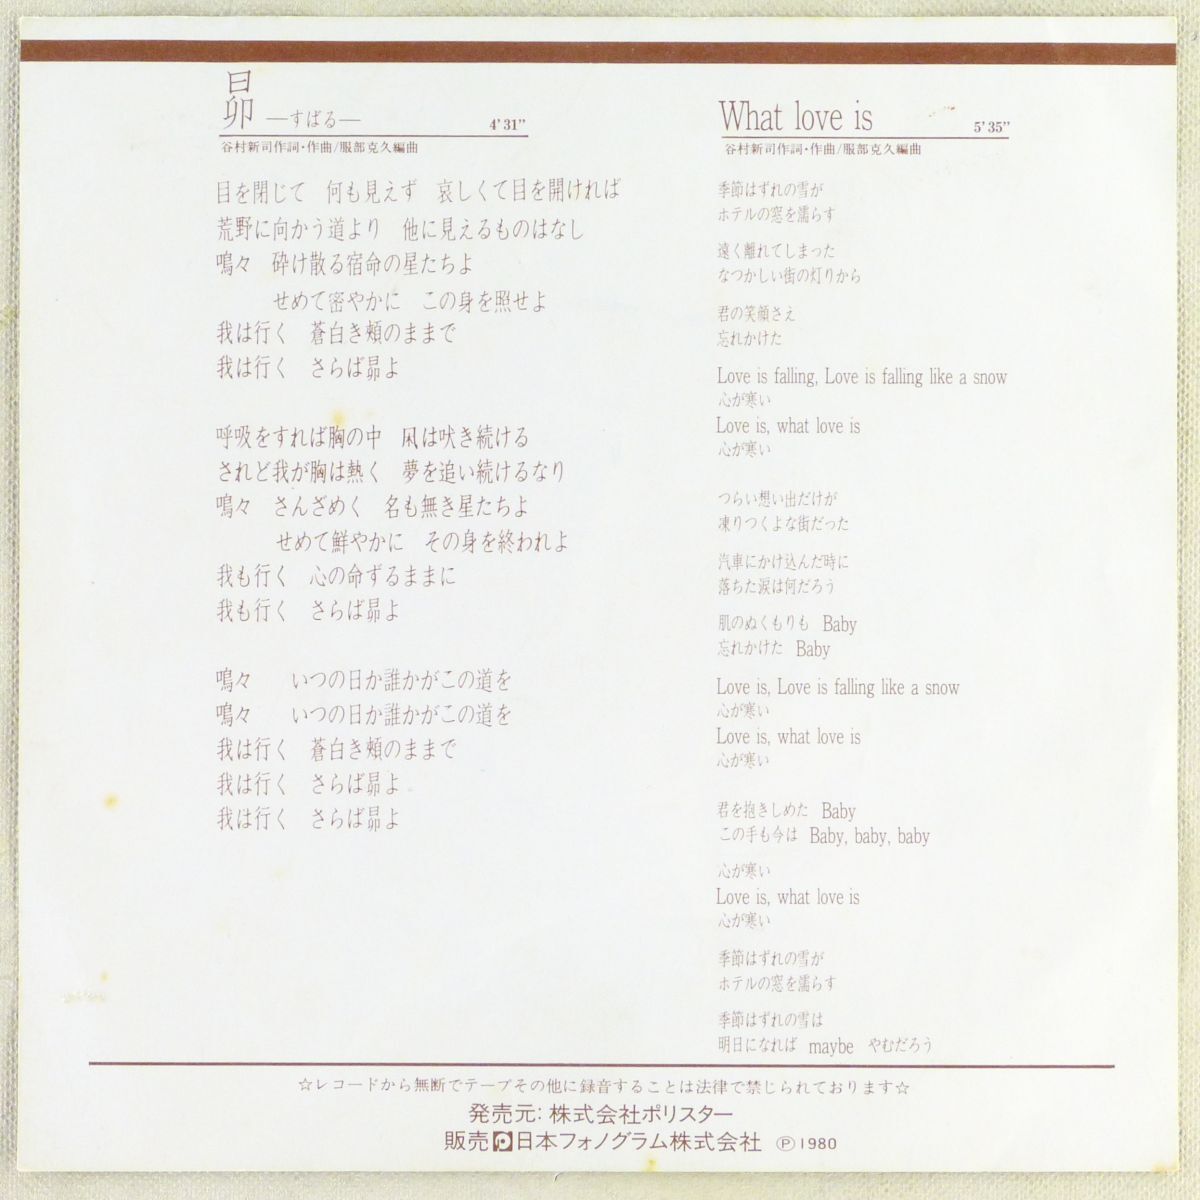 昴 —すばる— 4'31"
谷村新司作詞・作曲/服部克久編曲
目を閉じて 何も見えず 哀しくて目を開ければ
荒野に向かう道より 他に見えるものはなし
鳴々 砕け散る宿命の星たちよ
せめて密やかに この身を照せよ
我は行く 蒼白き頬のままで
我は行く さらば昴よ
呼吸をすれば胸の中 凩は吠き続ける
されど我が胸は熱く 夢を追い続けるなり
鳴々 さんざめく 名も無き星たちよ
せめて鮮やかに その身を終われよ
我も行く 心の命ずるままに
我も行く さらば昴よ
鳴々 いつの日か誰かがこの道を
鳴々 いつの日か誰かがこの道を
我は行く 蒼白き頬のままで
我は行く さらば昴よ
我は行く さらば昴よ
What love is 5'35"
谷村新司作詞・作曲/服部克久編曲
季節はずれの雪が
ホテルの窓を濡らす
遠く離れてしまった
なつかしい街の灯りから
君の笑顔さえ
忘れかけた
Love is falling, Love is falling like a snow
心が寒い
Love is, what love is
心が寒い
つらい想い出だけが
凍りつくよな街だった
汽車にかけ込んだ時に
落ちた涙は何だろう
肌のぬくもりも Baby
忘れかけた Baby
Love is, Love is falling like a snow
心が寒い
Love is, what love is
心が寒い
君を抱きしめた Baby
この手も今は Baby, baby, baby
心が寒い
Love is, what love is
心が寒い
季節はずれの雪が
ホテルの窓を濡らす
季節はずれの雪は
明日になれば maybe やむだろう
☆レコードから無断でテープその他に録音することは法律で禁じられております☆
発売元: 株式会社ポリスター
販売 日本フォノグラム株式会社 Ⓟ1980